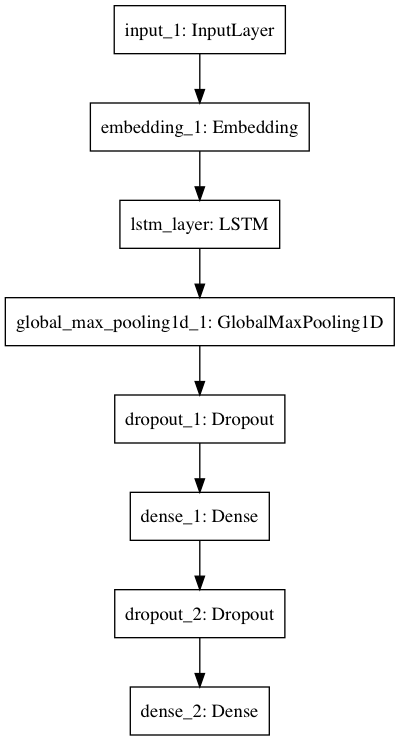 input_1: InputLayer
embedding_1: Embedding
lstm_layer: LSTM
global_max_pooling1d_1: GlobalMaxPooling1D
dropout_1: Dropout
dense_1: Dense
dropout_2: Dropout
dense_2: Dense